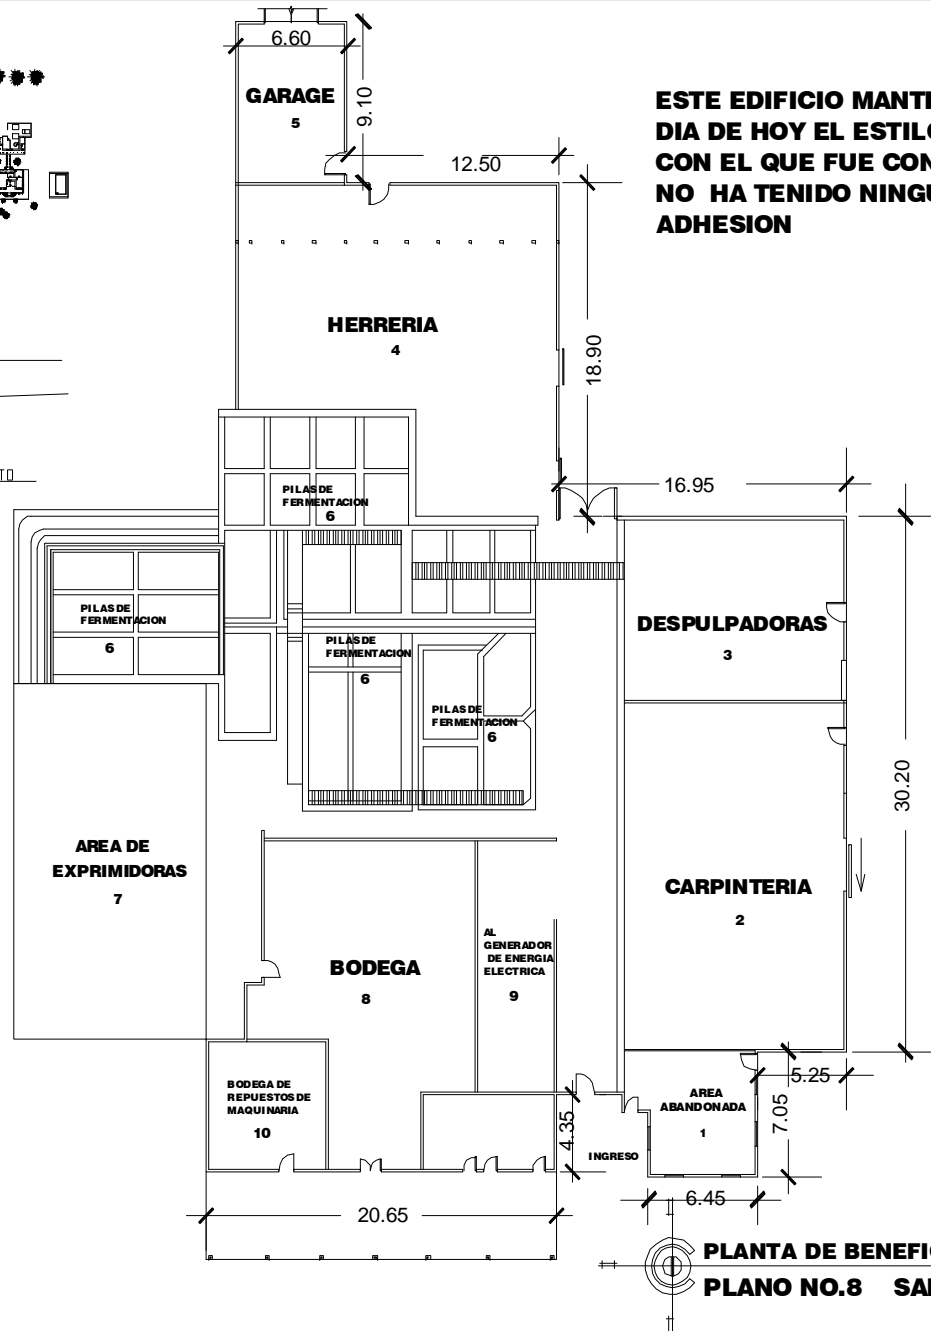 6.60
GARAGE
5
9.10
12.50
ESTE EDIFICIO MANTE
DIA DE HOY EL ESTILO
CON EL QUE FUE CON
NO HA TENIDO NINGU
ADHESION
HERRERIA
4
18.90
TO
PILAS DE
FERMENTACION
6
16.95
PILAS DE
FERMENTACION
6
PILAS DE
FERMENTACION
6
DESPULPADORAS
3
PILAS DE
FERMENTACION
6
30.20
AREA DE
EXPRIMIDORAS
7
CARPINTERIA
2
BODEGA
8
AL
GENERADOR
DE ENERGIA
ELECTRICA
9
BODEGA DE
REPUESTOS DE
MAQUINARIA
10
4.35
INGRESO
AREA
ABANDONADA
1
5.25
7.05
6.45
20.65
PLANTA DE BENEFIC
PLANO NO.8 SAN